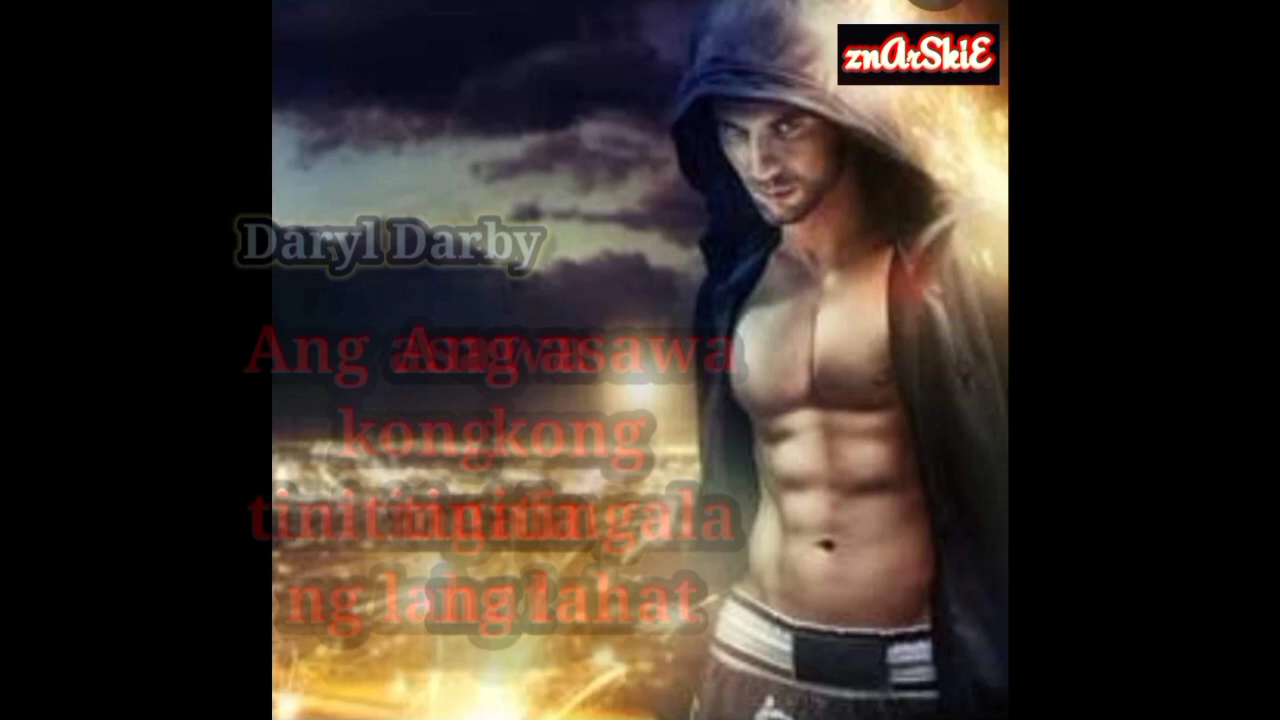 znArSkiE
Daryl Darby
Ang asawa
kong
tinitingala
ng lahat